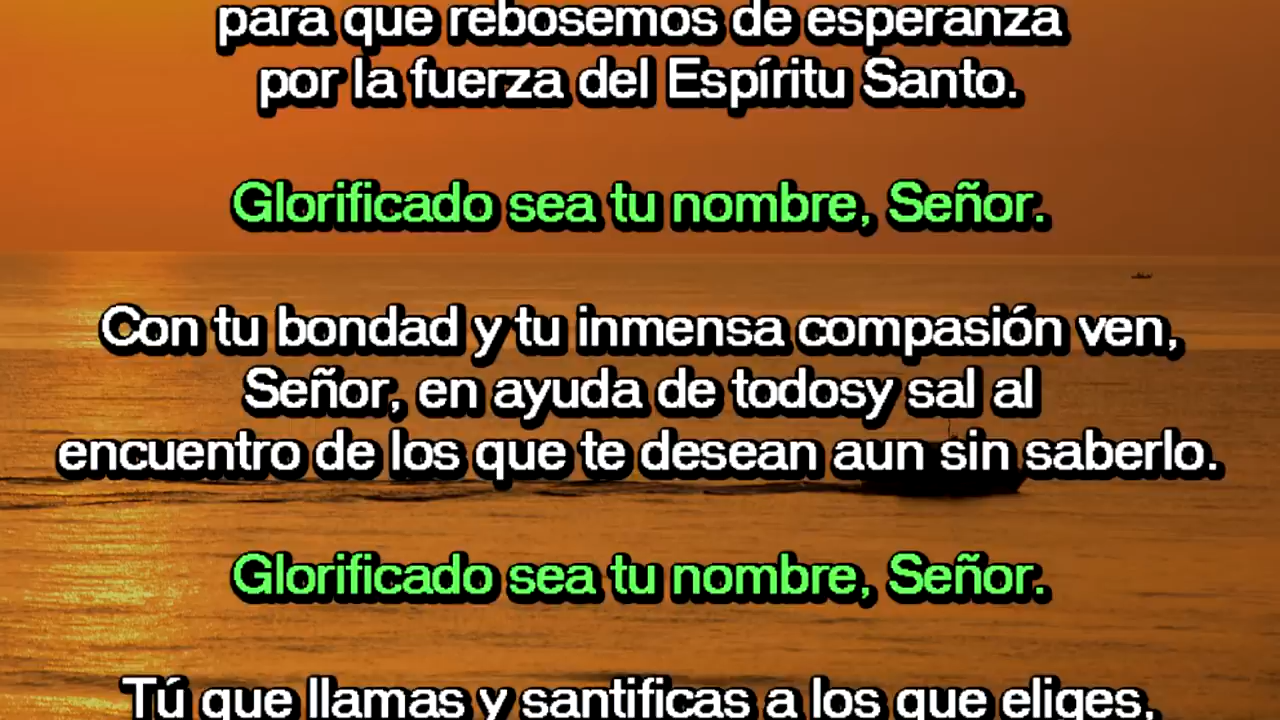 para que rebosemos de esperanza
por la fuerza del Espíritu Santo.
Glorificado sea tu nombre, Señor.
Con tu bondad y tu inmensa compasión ven,
Señor, en ayuda de todosy sal al
encuentro de los que te desean aun sin saberlo.
Glorificado sea tu nombre, Señor.
Tú que llamas y santificas a los que eliges,